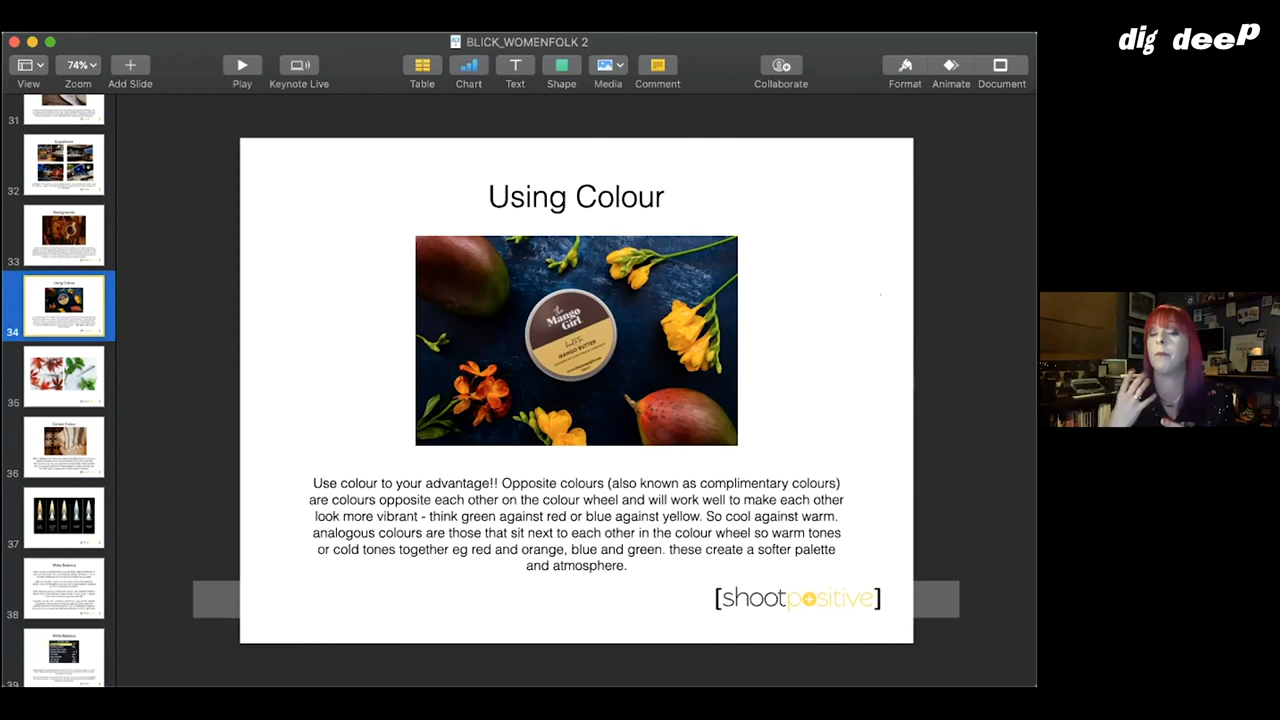 dig deep
BLICK_WOMENFOLK 2
74%
View Zoom Add Slide Play Keynote Live Table Chart Text Shape Media Comment Collaborate Format Animate Document
31
32
33
Using Colour
34
35
36
37
White Balance
38
White Balance
39
Using Colour
the
Mango
Girl
MANGO BUTTER
Use colour to your advantage!! Opposite colours (also known as complimentary colours)
are colours opposite each other on the colour wheel and will work well to make each other
look more vibrant - think green against red or blue against yellow. So cool against warm.
analogous colours are those that sit next to each other in the colour wheel so warm tones
or cold tones together eg red and orange, blue and green. these create a softer palette
and atmosphere.
[shootpositive]